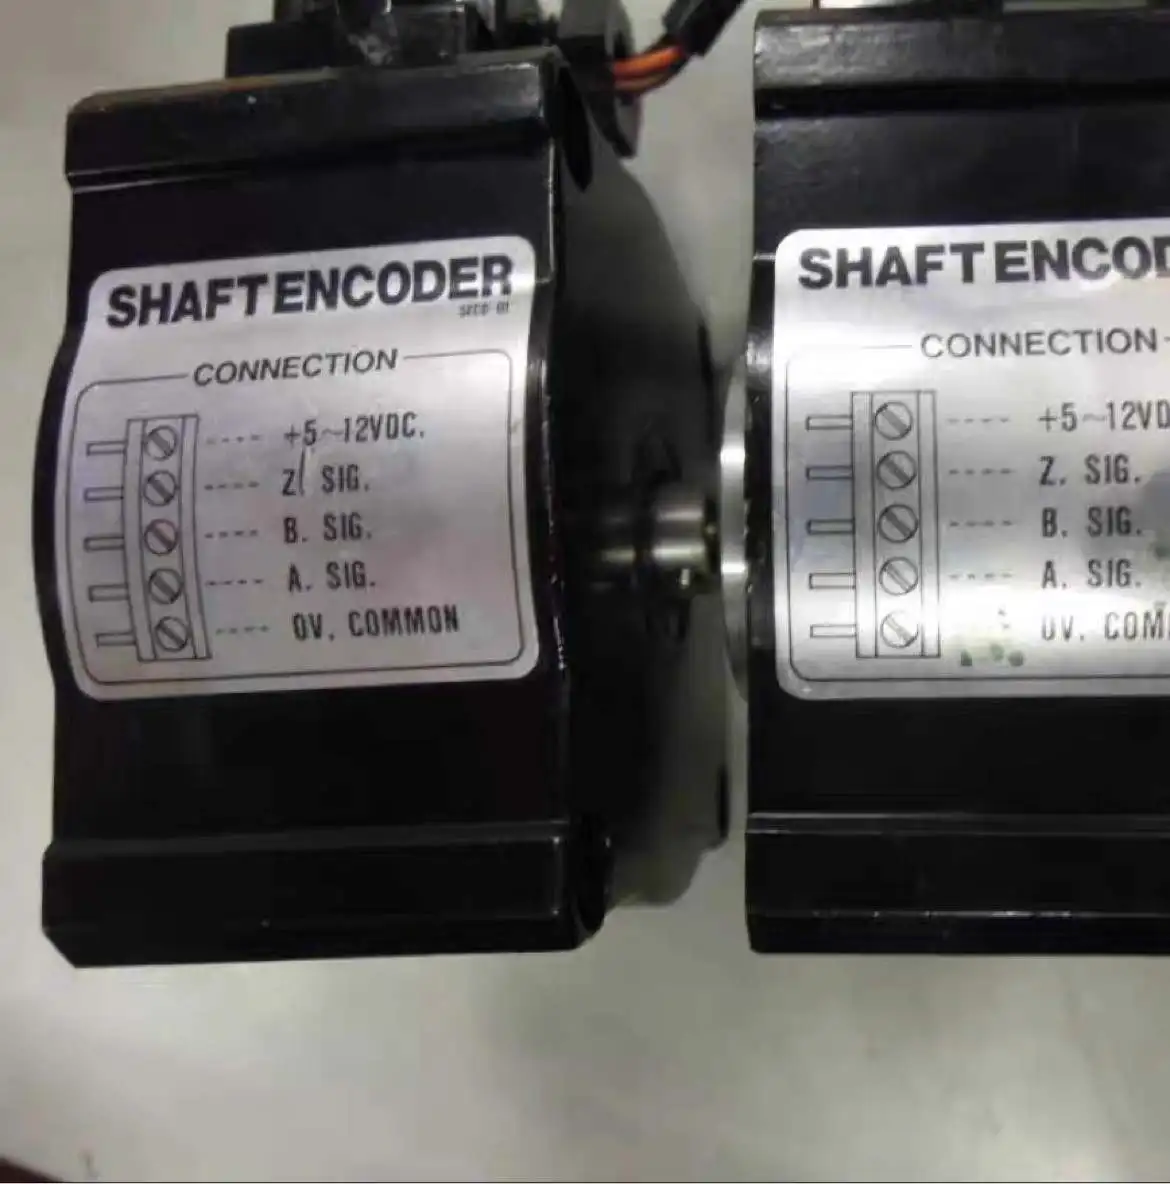 SHAFT ENCODER
CONNECTION
+5~12VDC.
Z. SIG.
B. SIG.
A. SIG.
0V. COMMON
SHAFT ENCOD
CONNECTION
+5~12VD
Z. SIG.
B. SIG.
A. SIG.
0V. COM